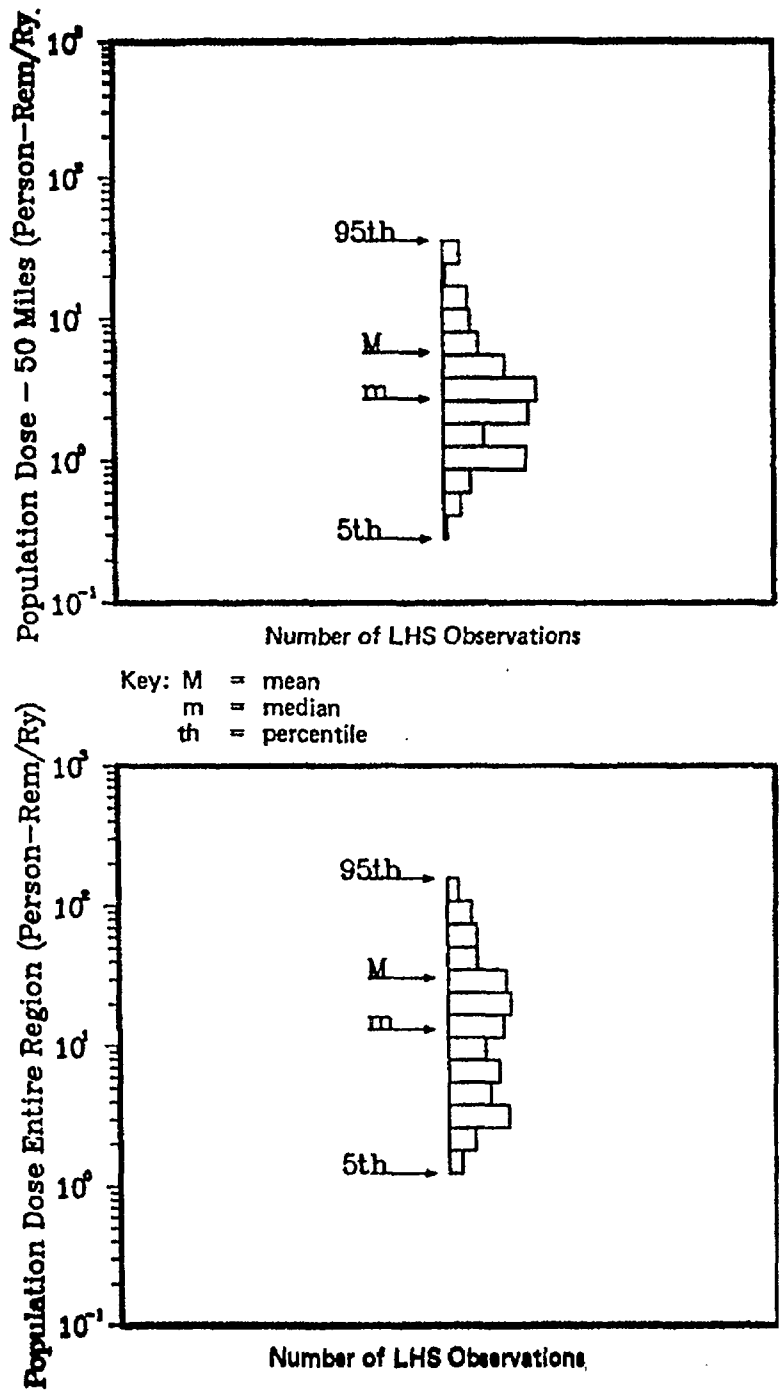 Population Dose - 50 Miles (Person-Rem/Ry.
10³
10²
95th
10¹
M
m
10⁰
5th
10⁻¹
Number of LHS Observations
Key: M = mean
m = median
th = percentile
Population Dose Entire Region (Person-Rem/Ry)
10³
95th
10²
M
m
10¹
5th
10⁰
10⁻¹
Number of LHS Observations